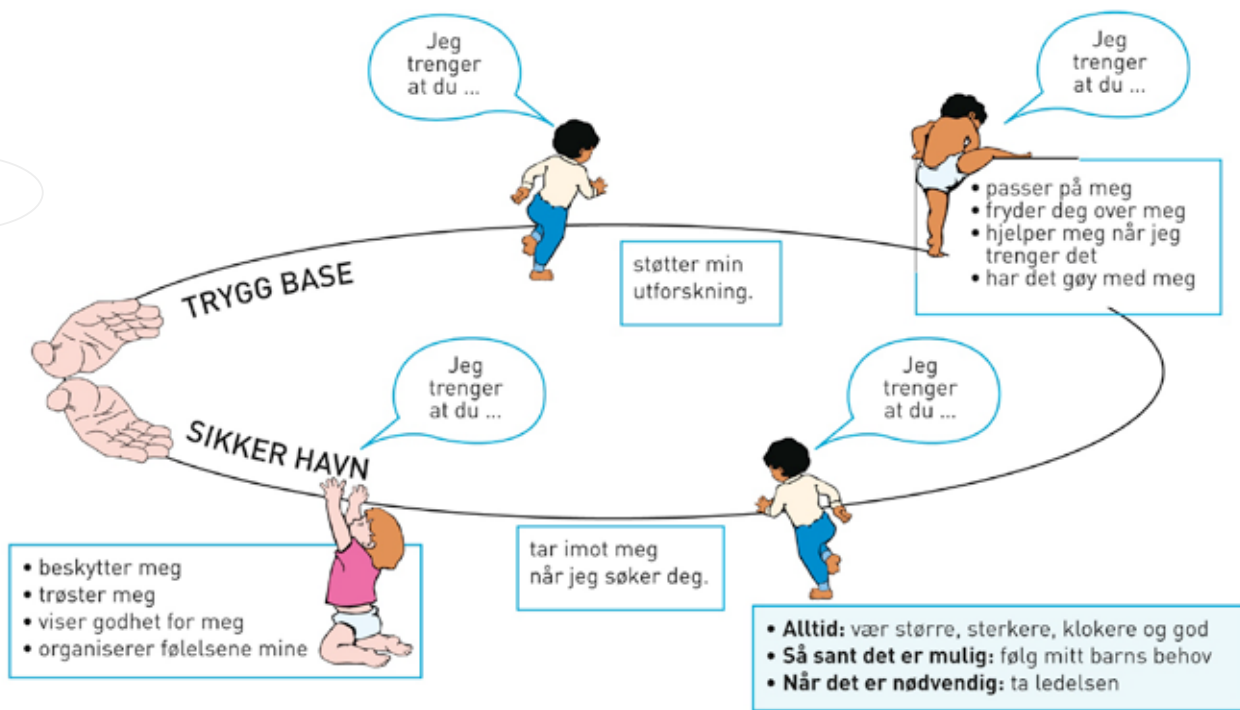 Jeg
trenger
at du ...
Jeg
trenger
at du ...
• passer på meg
• fryder deg over meg
• hjelper meg når jeg
trenger det
• har det gøy med meg
støtter min
utforskning.
TRYGG BASE
SIKKER HAVN
Jeg
trenger
at du ...
Jeg
trenger
at du ...
tar imot meg
når jeg søker deg.
• beskytter meg
• trøster meg
• viser godhet for meg
• organiserer følelsene mine
• Alltid: vær større, sterkere, klokere og god
• Så sant det er mulig: følg mitt barns behov
• Når det er nødvendig: ta ledelsen